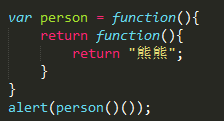 var person = function(){
return function(){
return "熊熊";
}
}
alert(person()());